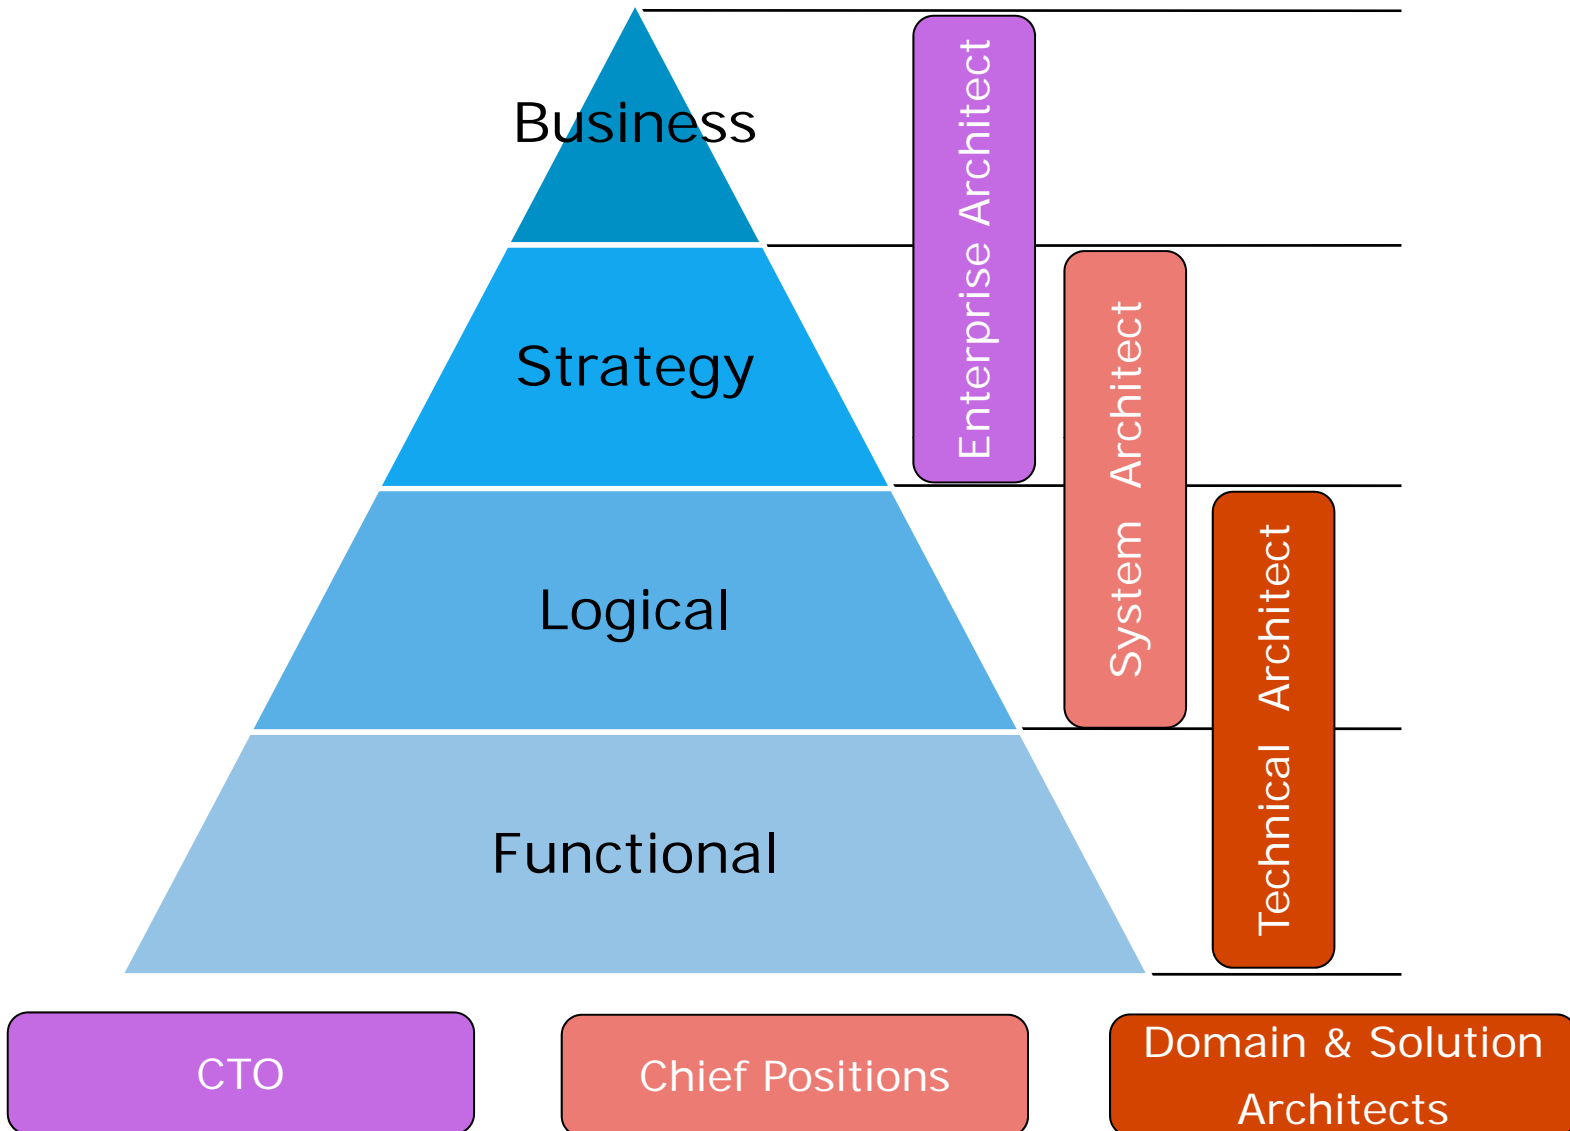 Business
Strategy
Logical
Functional
Enterprise Architect
System Architect
Technical Architect
CTO
Chief Positions
Domain & Solution
Architects